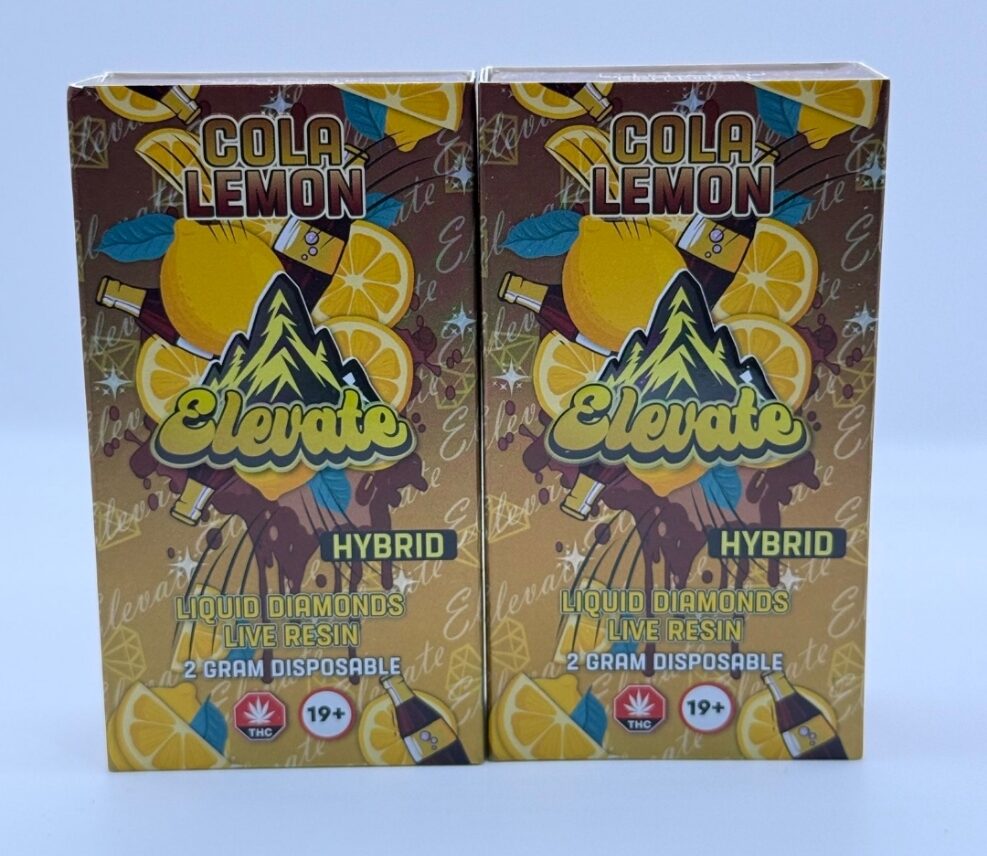 COLA
LEMON
Elevate
HYBRID
LIQUID DIAMONDS
LIVE RESIN
2 GRAM DISPOSABLE
THC
19+
COLA
LEMON
Elevate
HYBRID
LIQUID DIAMONDS
LIVE RESIN
2 GRAM DISPOSABLE
THC
19+